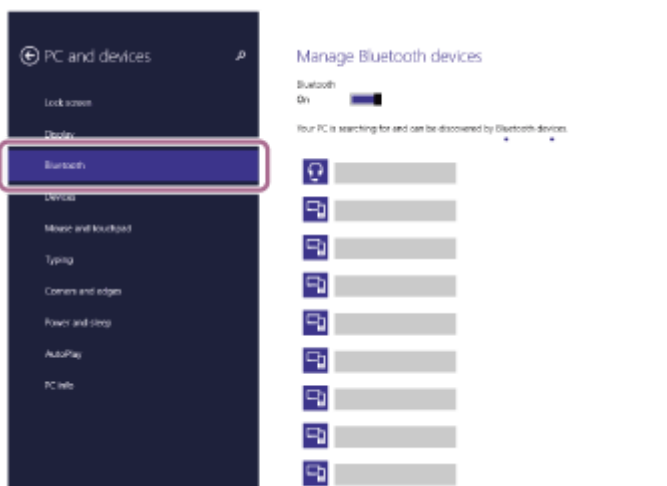 PC and devices
Lock screen
Display
Bluetooth
Devices
Mouse and touchpad
Typing
Corners and edges
Power and sleep
AutoPlay
PC info
Manage Bluetooth devices
Bluetooth
On
Your PC is searching for and can be discovered by Bluetooth devices.